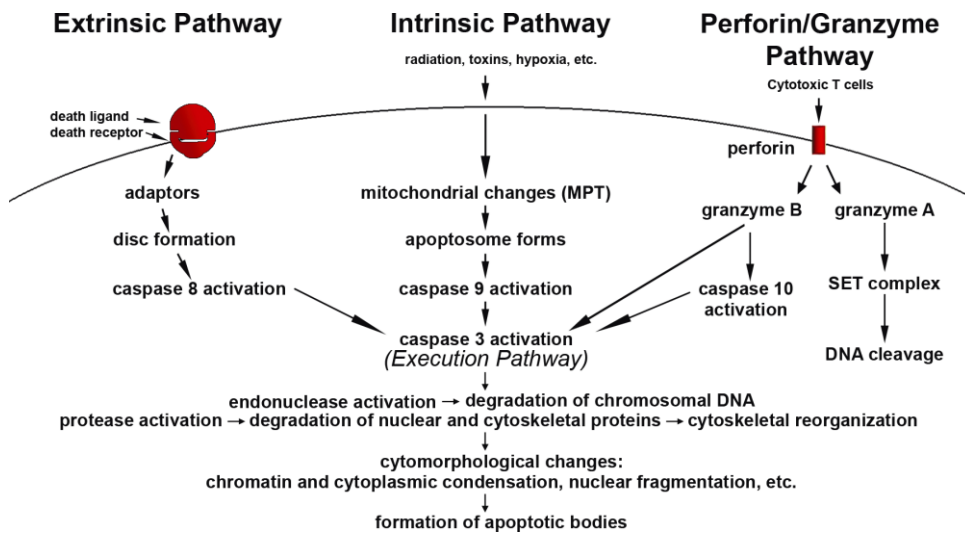 Extrinsic Pathway
Intrinsic Pathway
Perforin/Granzyme
Pathway
radiation, toxins, hypoxia, etc.
Cytotoxic T cells
death ligand
death receptor
perforin
adaptors
mitochondrial changes (MPT)
granzyme B
granzyme A
disc formation
apoptosome forms
caspase 8 activation
caspase 9 activation
caspase 10
activation
SET complex
caspase 3 activation
(Execution Pathway)
DNA cleavage
endonuclease activation → degradation of chromosomal DNA
protease activation → degradation of nuclear and cytoskeletal proteins → cytoskeletal reorganization
cytomorphological changes:
chromatin and cytoplasmic condensation, nuclear fragmentation, etc.
formation of apoptotic bodies